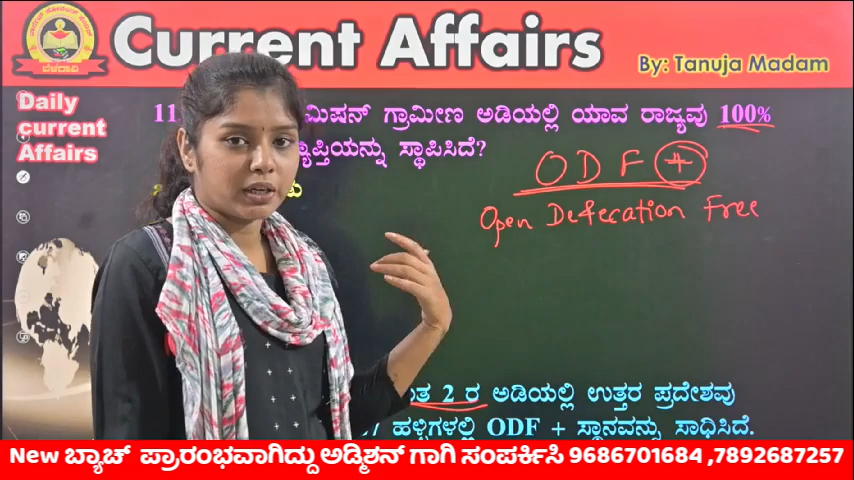 Current Affairs
By: Tanuja Madam
Daily
current
Affairs
11 ಮಿಷನ್ ಗ್ರಾಮೀಣ ಅಡಿಯಲ್ಲಿ ಯಾವ ರಾಜ್ಯವು 100%
ಸ್ಥಾಪಿಸಿದೆ?
ODF +
Open Defecation Free
2 ರ ಅಡಿಯಲ್ಲಿ ಉತ್ತರ ಪ್ರದೇಶವು
ಹಳ್ಳಿಗಳಲ್ಲಿ ODF + ಸ್ಥಾನವನ್ನು ಸಾಧಿಸಿದೆ.
New ಬ್ಯಾಚ್ ಪ್ರಾರಂಭವಾಗಿದ್ದು ಅಡ್ಮಿಶನ್ ಗಾಗಿ ಸಂಪರ್ಕಿಸಿ 9686701684 ,7892687257